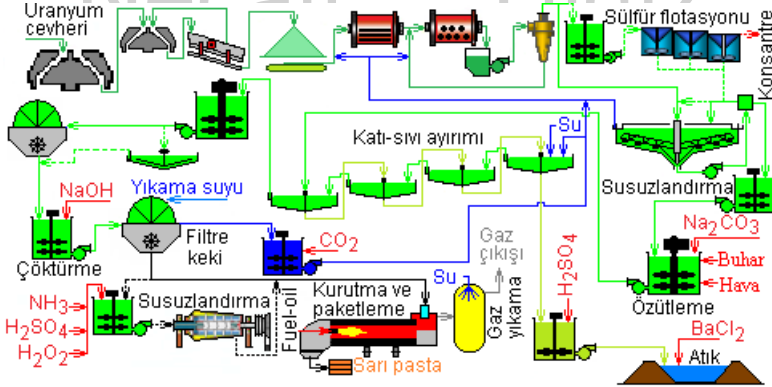 Uranyum
cevheri
Sülfür flotasyonu
Konsantre
Katı-sıvı ayırımı
Su
Susuzlandırma
NaOH
Yıkama suyu
Na₂CO₃
Filtre
keki
CO₂
Gaz
çıkışı
H₂SO₄
Buhar
Hava
Çöktürme
Özütleme
NH₃
H₂SO₄
H₂O₂
Susuzlandırma
Fuel-oil
Kurutma ve
paketleme
Su
Gaz
yıkama
BaCl₂
Atık
Sarı pasta